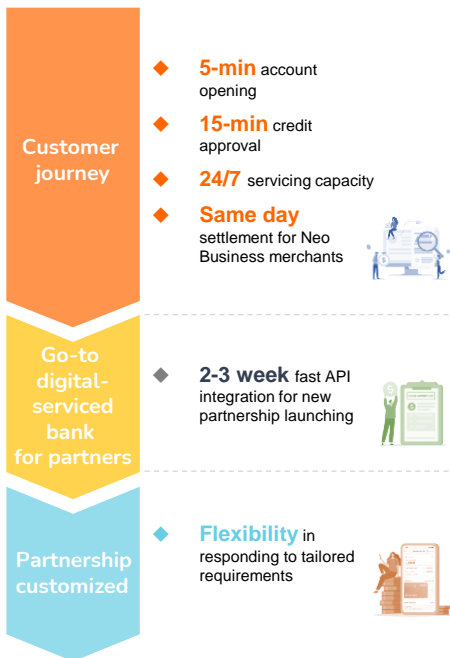 Customer
journey
5-min account
opening
15-min credit
approval
24/7 servicing capacity
Same day
settlement for Neo
Business merchants
Go-to
digital-
serviced
bank
for partners
2-3 week fast API
integration for new
partnership launching
Partnership
customized
Flexibility in
responding to tailored
requirements